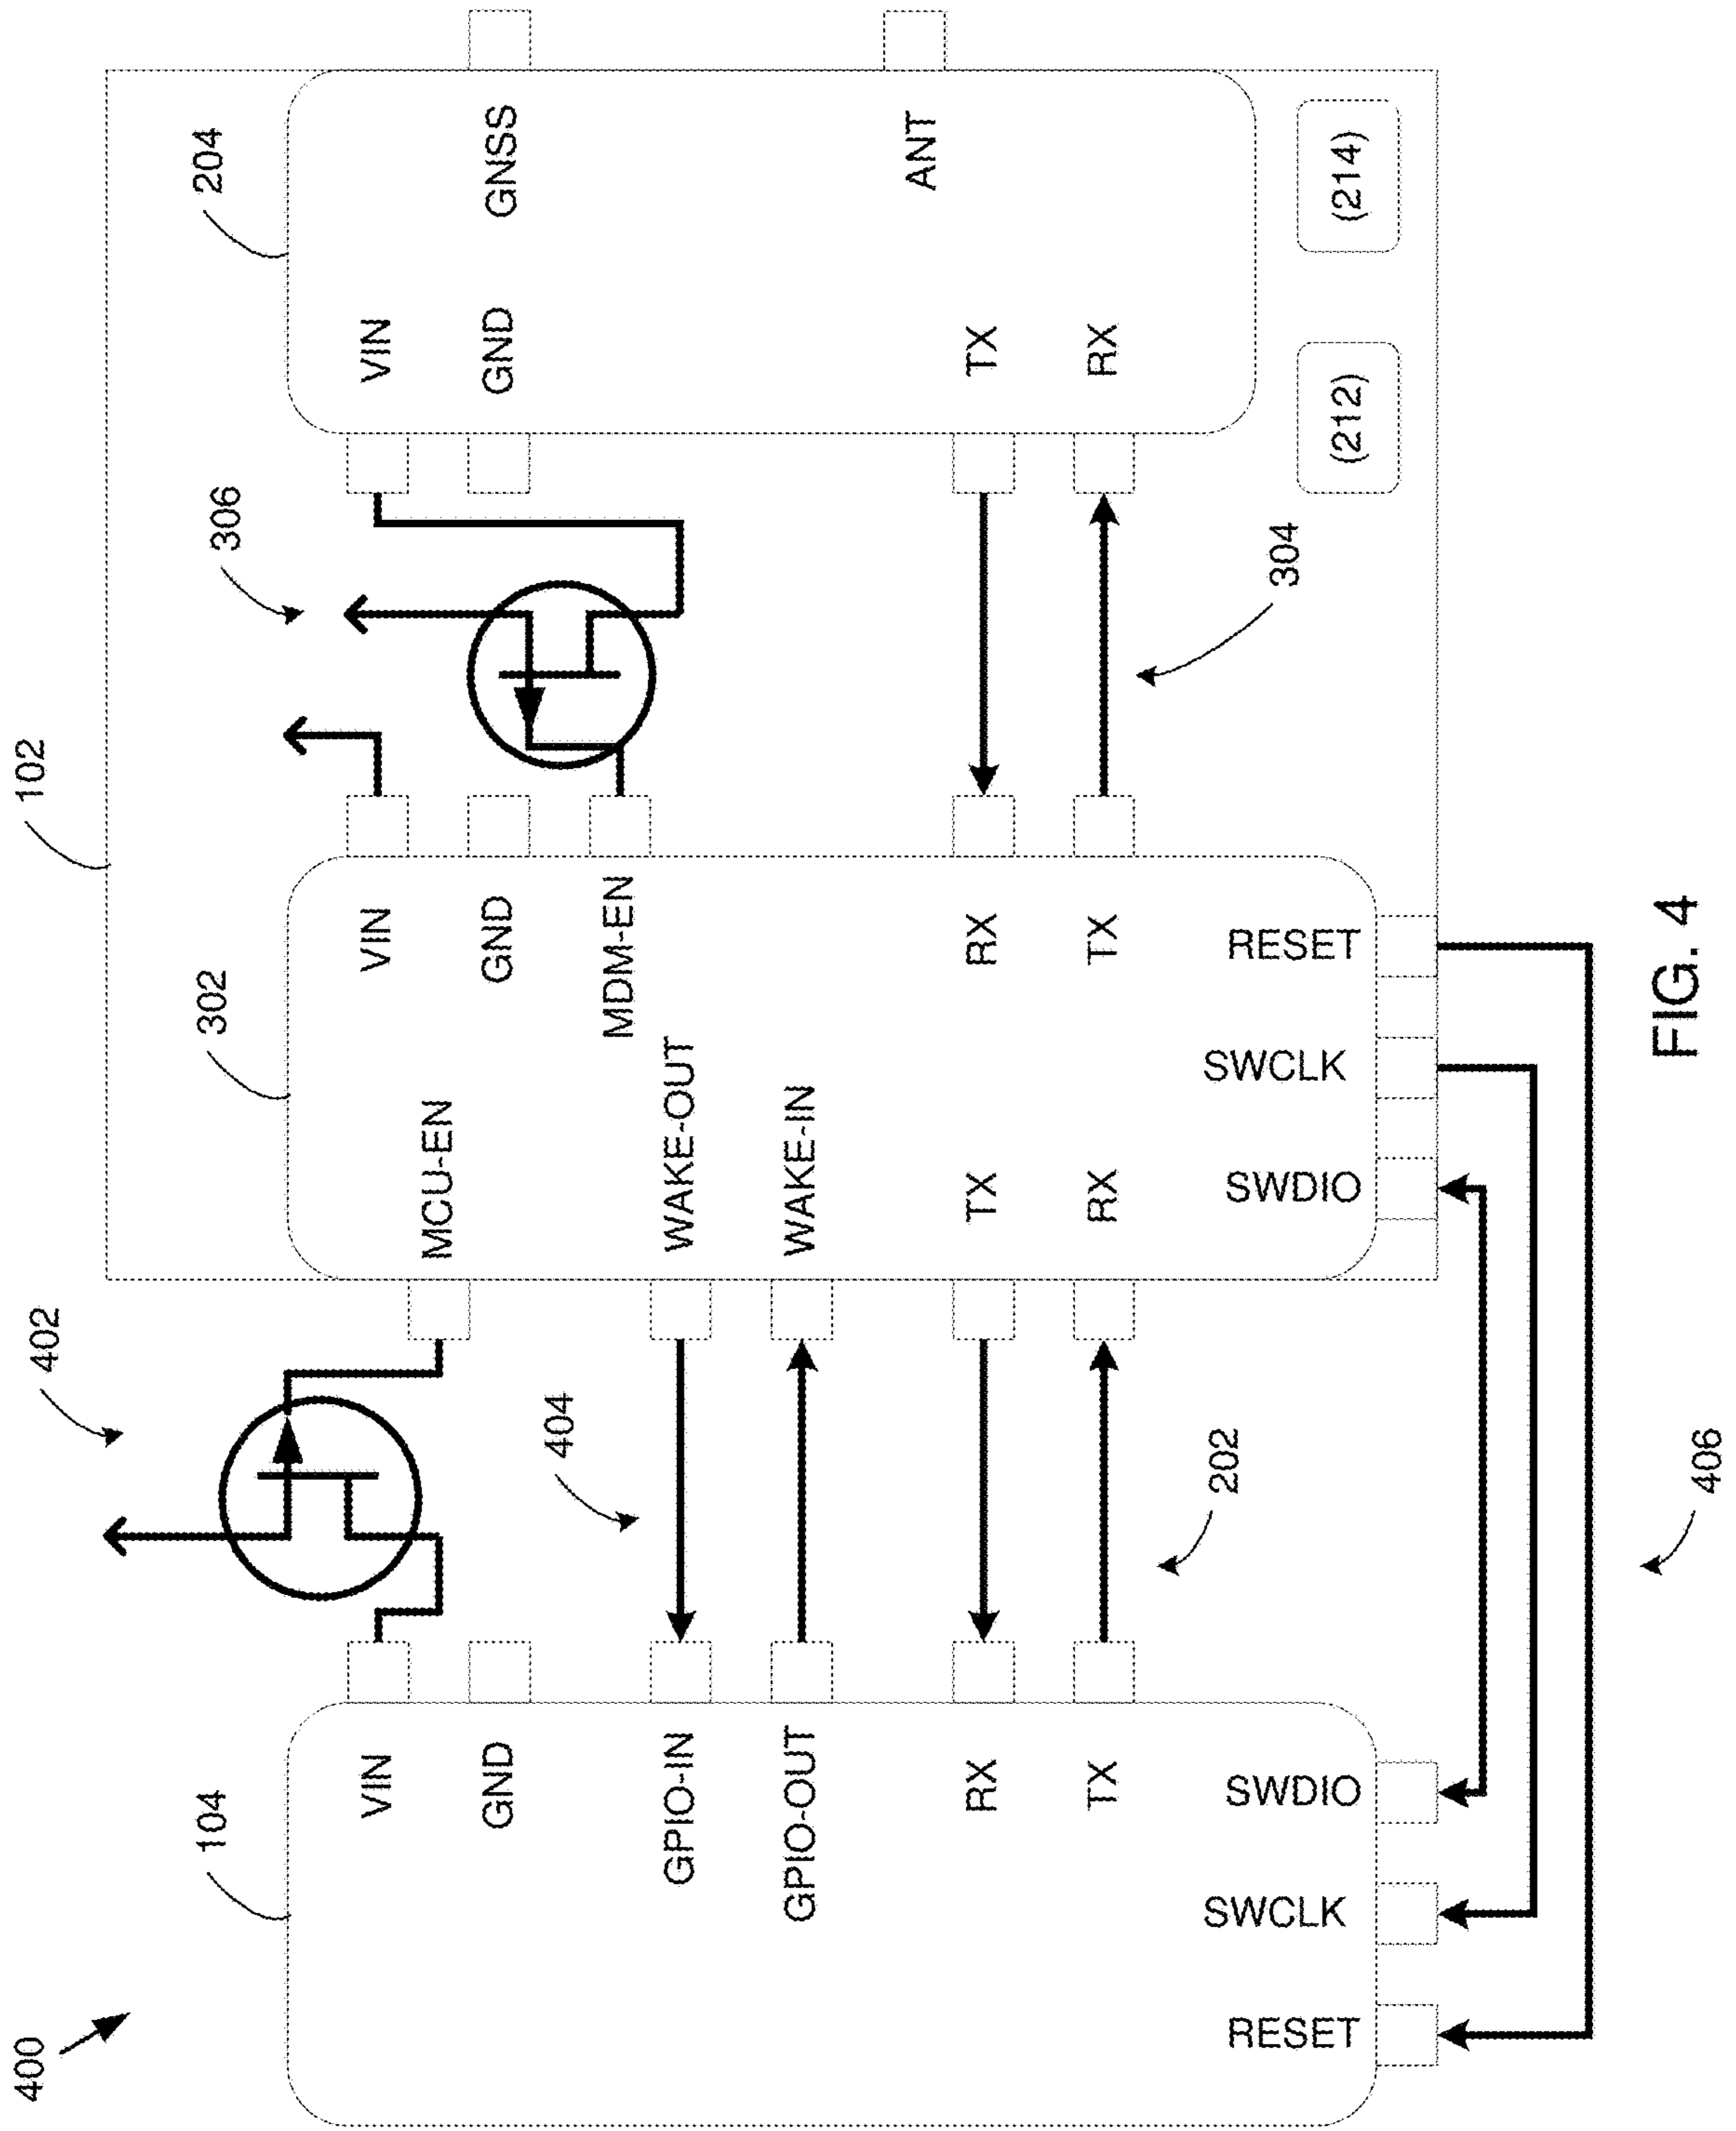 400
104
VIN
GND
GPIO-IN
GPIO-OUT
RX
TX
RESET
SWCLK
SWDIO
402
404
202
406
102
302
MCU-EN
WAKE-OUT
WAKE-IN
TX
RX
VIN
GND
MDM-EN
RX
TX
SWDIO
SWCLK
RESET
306
304
204
VIN
GND
TX
RX
GNSS
ANT
(212)
(214)
FIG. 4